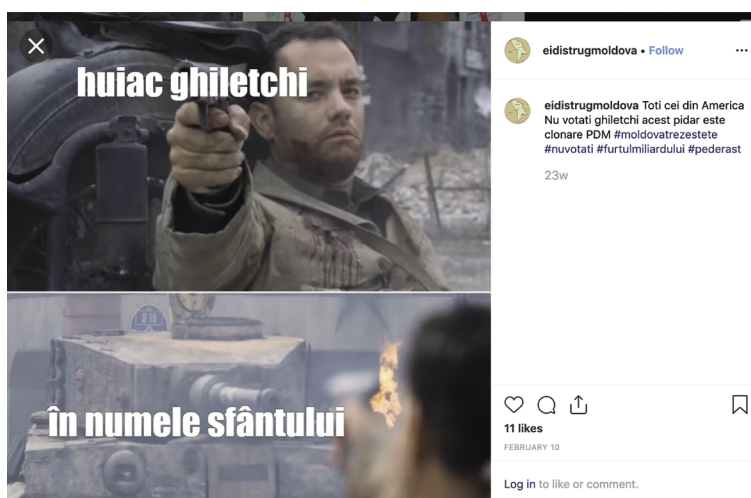 huiac ghiletchi
în numele sfântului
eidistrugmoldova • Follow
eidistrugmoldova Toti cei din America
Nu votati ghiletchi acest pidar este
clonare PDM #moldovatrezestete
#nuvotati #furtulmiliardului #pederast
23w
11 likes
FEBRUARY 10
Log in to like or comment.